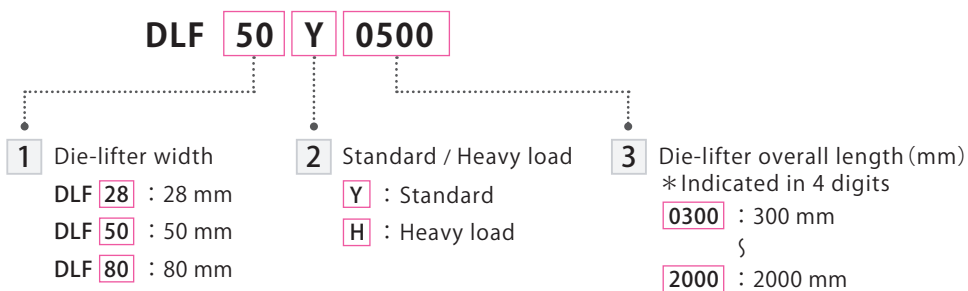 DLF 50 Y 0500
1 Die-lifter width
DLF 28 : 28 mm
DLF 50 : 50 mm
DLF 80 : 80 mm
2 Standard / Heavy load
Y : Standard
H : Heavy load
3 Die-lifter overall length (mm)
＊Indicated in 4 digits
0300 : 300 mm
∽
2000 : 2000 mm